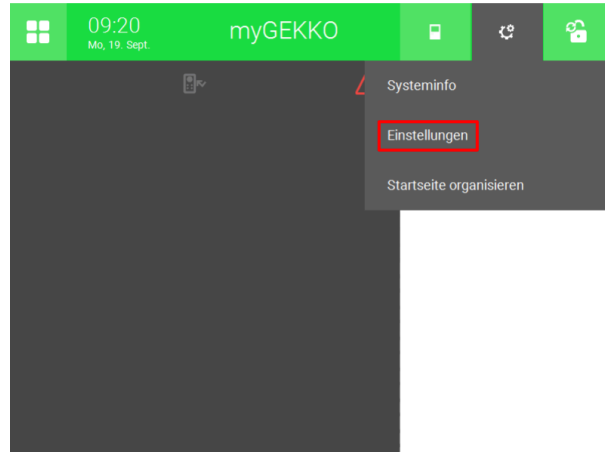 09:20
Mo, 19. Sept.
myGEKKO
Systeminfo
Einstellungen
Startseite organisieren